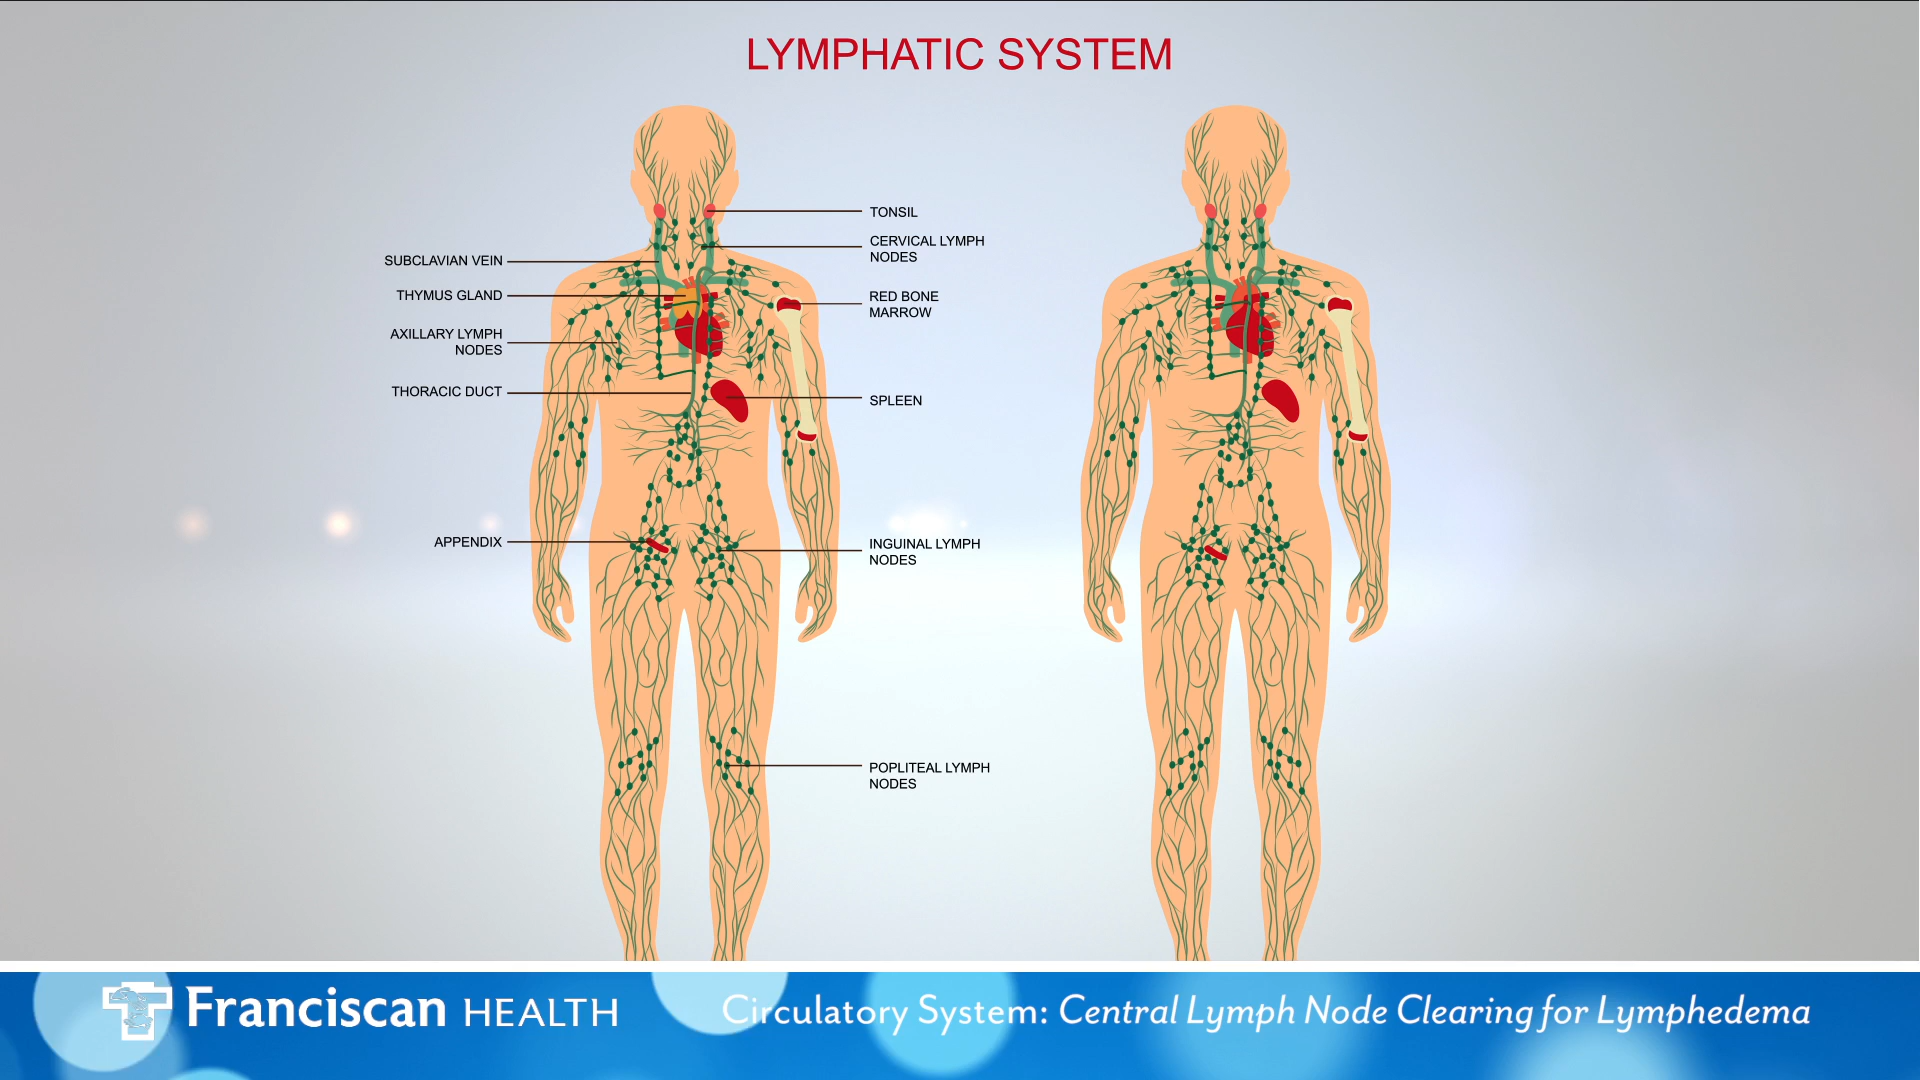 LYMPHATIC SYSTEM
SUBCLAVIAN VEIN
THYMUS GLAND
AXILLARY LYMPH
NODES
THORACIC DUCT
APPENDIX
TONSIL
CERVICAL LYMPH
NODES
RED BONE
MARROW
SPLEEN
INGUINAL LYMPH
NODES
POPLITEAL LYMPH
NODES
Franciscan HEALTH
Circulatory System: Central Lymph Node Clearing for Lymphedema